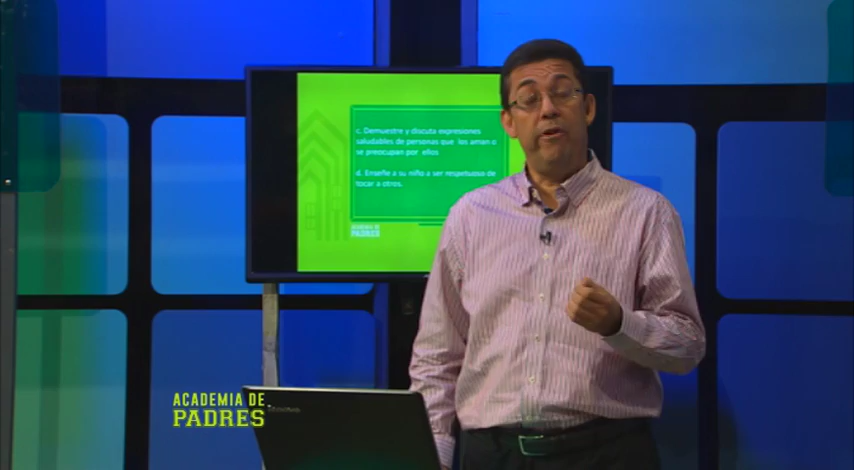 c. Demuestre y discuta expresiones
saludables de personas que les aman o
se preocupan por ellos
d. Enseñe a su niño a ser respetuoso de
tocar a otros.
ACADEMIA DE
PADRES
ACADEMIA DE
PADRES